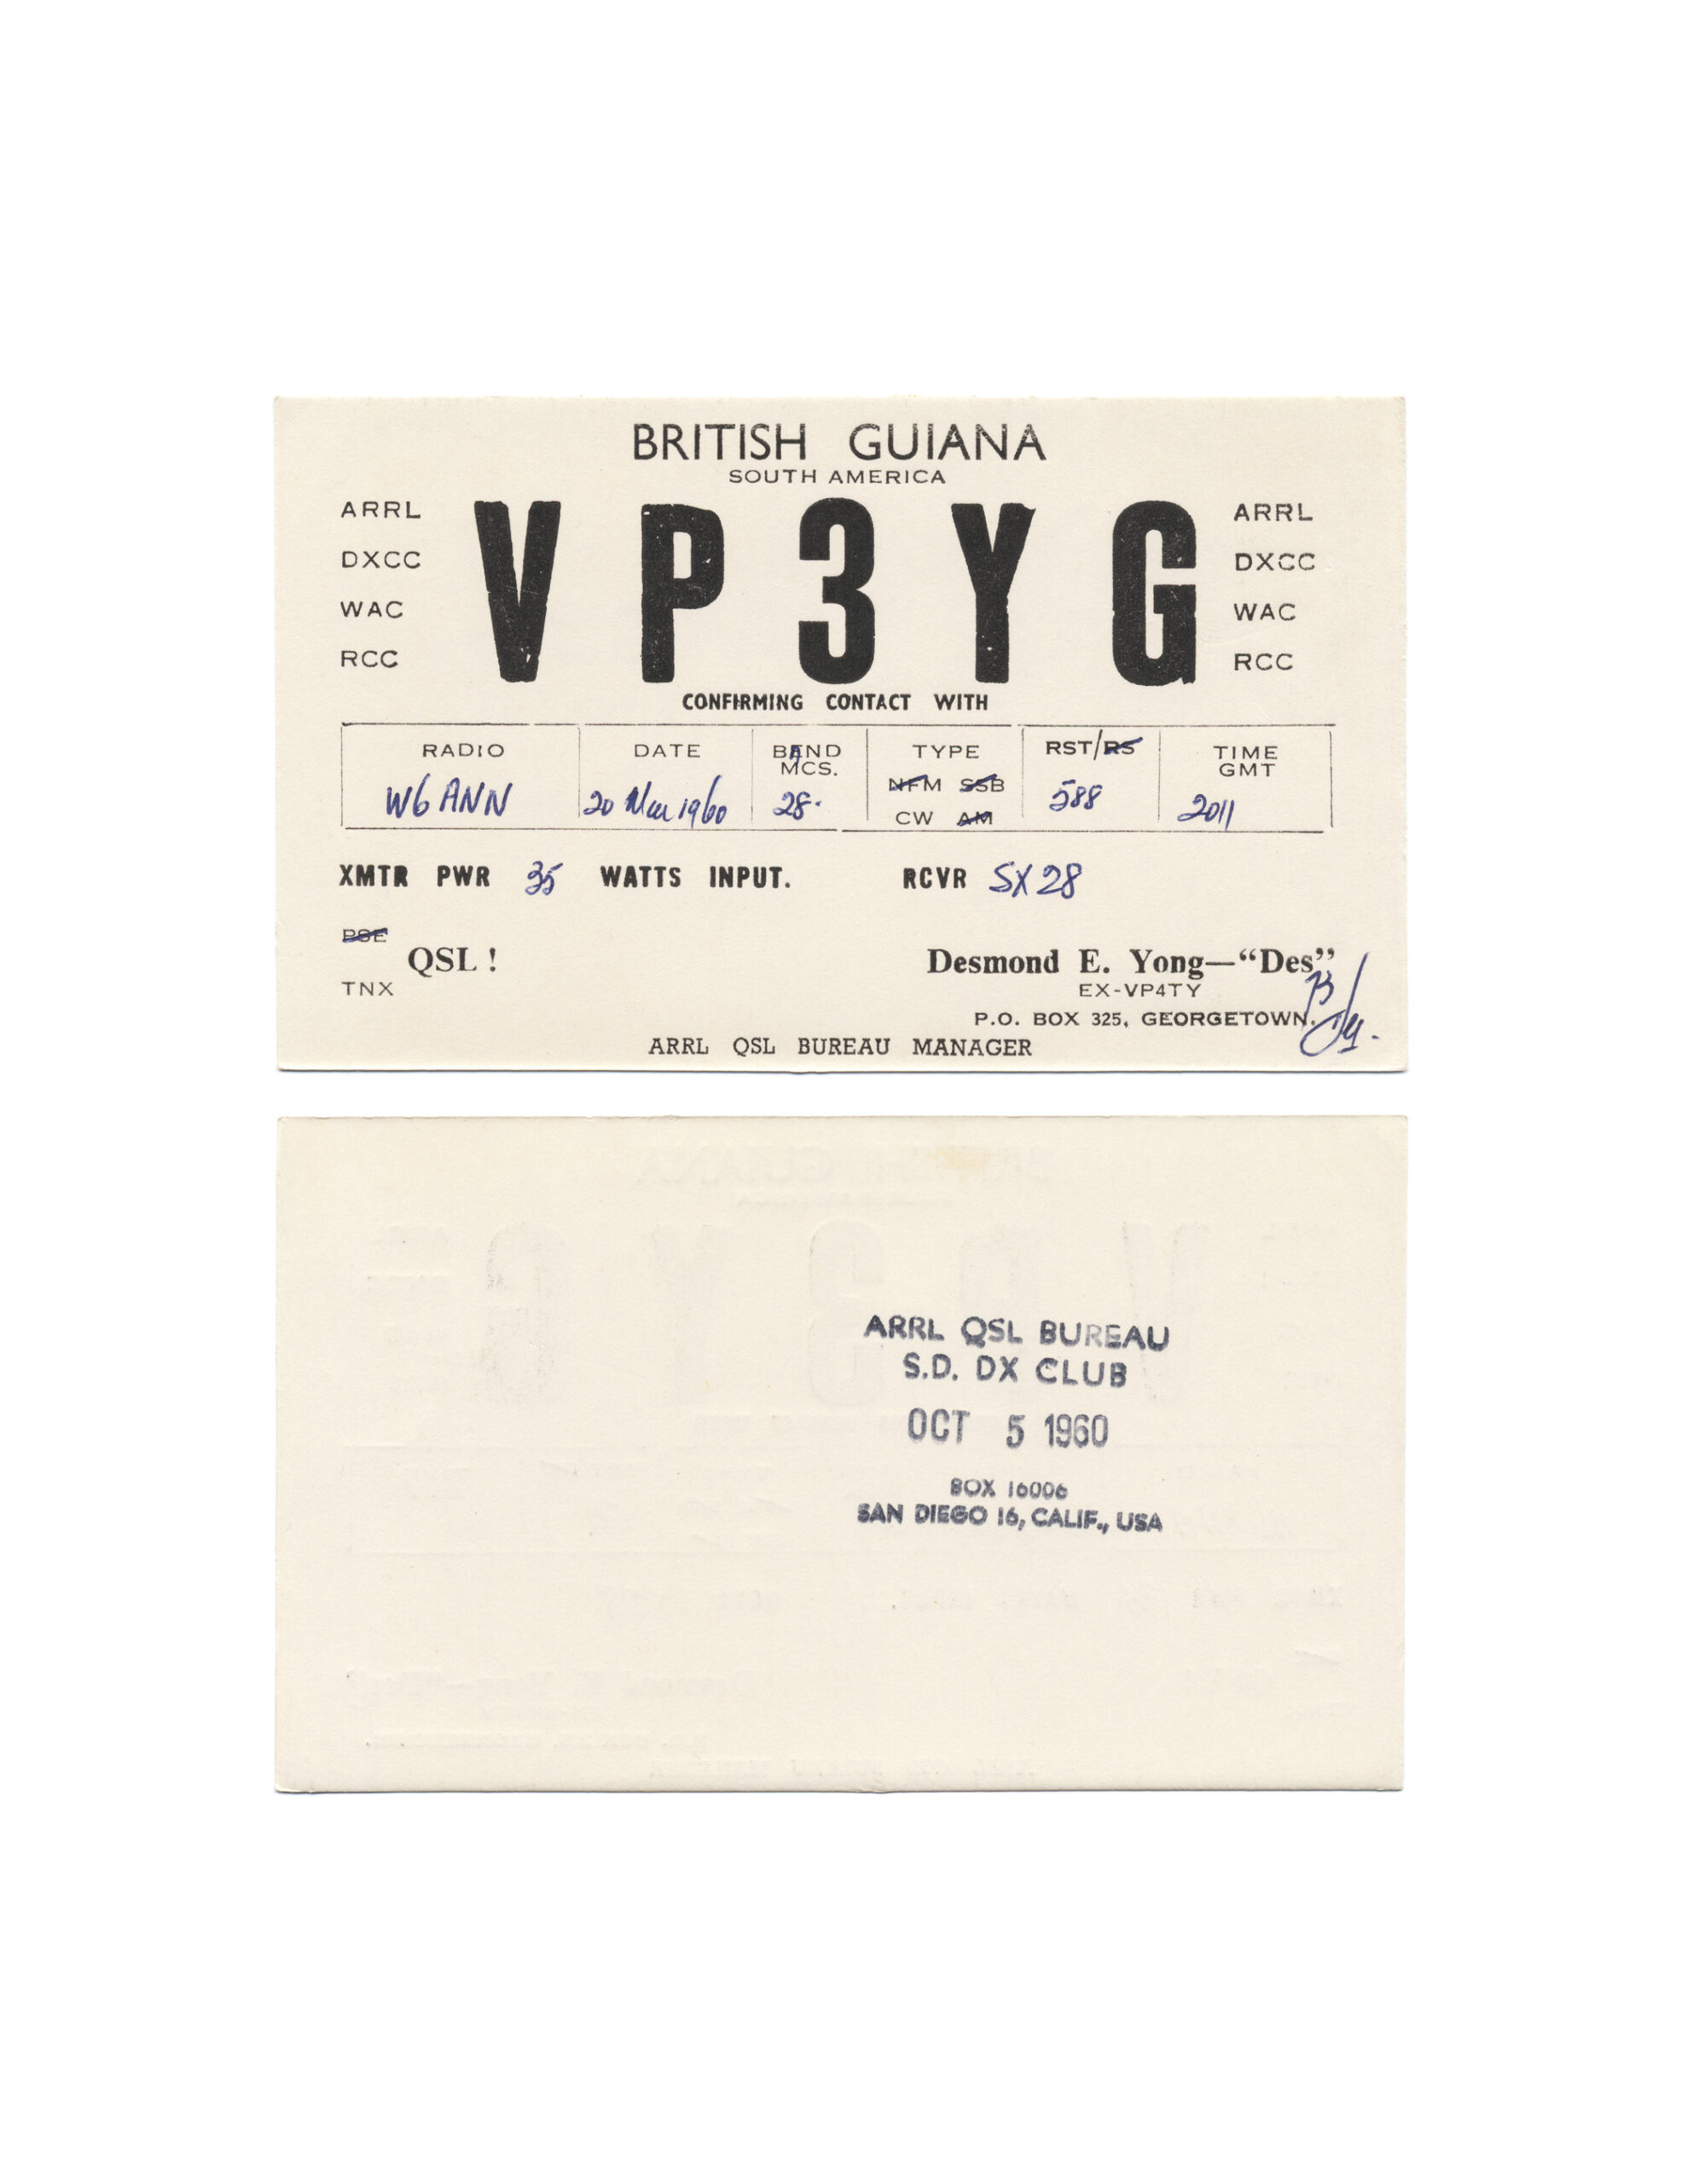 BRITISH GUIANA
SOUTH AMERICA
ARRL
DXCC
WAC
RCC
VP3YG
ARRL
DXCC
WAC
RCC
CONFIRMING CONTACT WITH
RADIO DATE BAND MCS. TYPE RST/RS TIME GMT
NFM SSB
CW AM
W6ANN 20 Mar 1960 28. 588 2011
XMTR PWR 35 WATTS INPUT. RCVR SX28
PSE
QSL!
TNX
Desmond E. Yong—"Des"
EX-VP4TY
73
P.O. BOX 325, GEORGETOWN.
ARRL QSL BUREAU MANAGER
ARRL QSL BUREAU
S.D. DX CLUB
OCT 5 1960
BOX 16006
SAN DIEGO 16, CALIF., USA